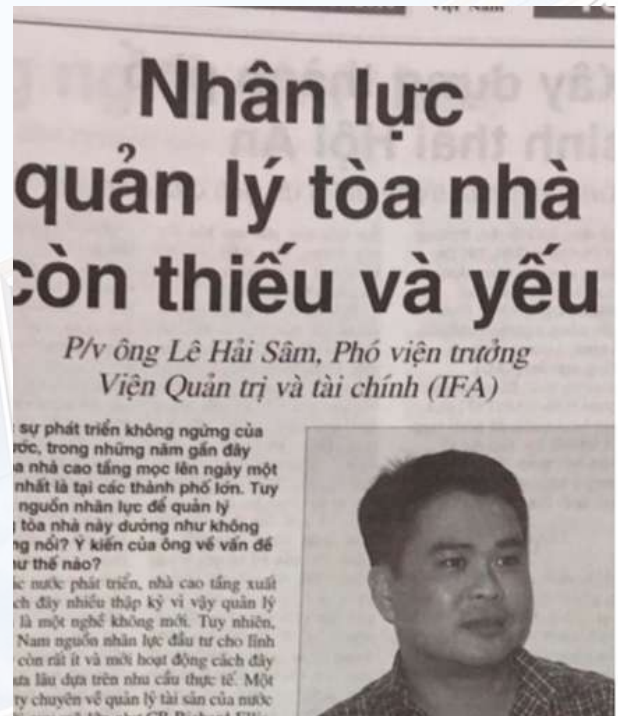 Việt Nam
Nhân lực
quản lý tòa nhà
còn thiếu và yếu
P/v ông Lê Hải Sâm, Phó viện trưởng
Viện Quản trị và tài chính (IFA)
sự phát triển không ngừng của
trong những năm gần đây
nhà cao tầng mọc lên ngày một
nhất là tại các thành phố lớn. Tuy
nguồn nhân lực để quản lý
tòa nhà này dường như không
nổi? Ý kiến của ông về vấn đề
thế nào?
nước phát triển, nhà cao tầng xuất
đây nhiều thập kỷ vì vậy quản lý
là một nghề không mới. Tuy nhiên,
Nam nguồn nhân lực đầu tư cho lĩnh
còn rất ít và mới hoạt động cách đây
lâu dựa trên nhu cầu thực tế. Một
ty chuyên về quản lý tài sản của nước